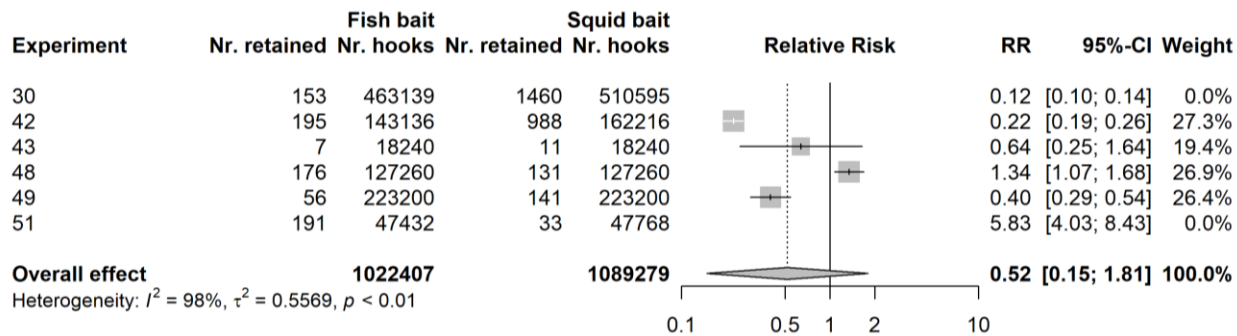 Fish bait Squid bait
Experiment Nr. retained Nr. hooks Nr. retained Nr. hooks Relative Risk RR 95%-CI Weight
30 153 463139 1460 510595 0.12 [0.10; 0.14] 0.0%
42 195 143136 988 162216 0.22 [0.19; 0.26] 27.3%
43 7 18240 11 18240 0.64 [0.25; 1.64] 19.4%
48 176 127260 131 127260 1.34 [1.07; 1.68] 26.9%
49 56 223200 141 223200 0.40 [0.29; 0.54] 26.4%
51 191 47432 33 47768 5.83 [4.03; 8.43] 0.0%
Overall effect 1022407 1089279 0.52 [0.15; 1.81] 100.0%
Heterogeneity: I² = 98%, τ² = 0.5569, p < 0.01
0.1 0.5 1 2 10